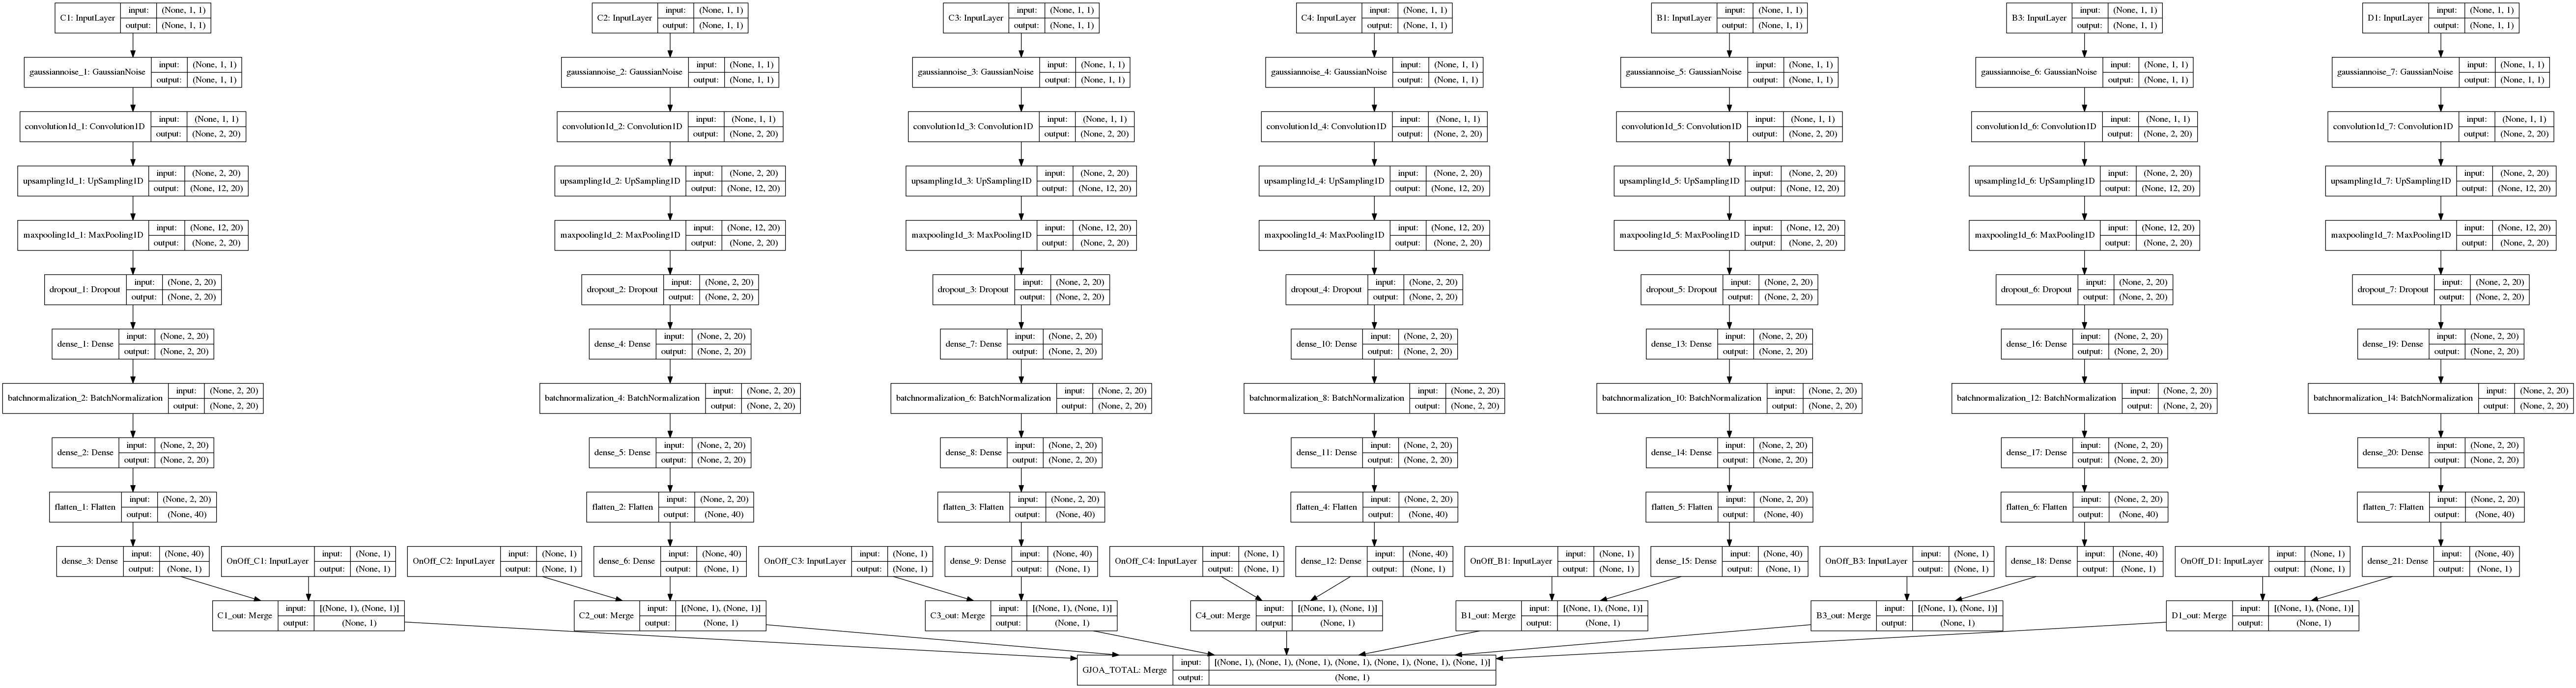 C1: InputLayer
input: (None, 1, 1)
output: (None, 1, 1)
C2: InputLayer
input: (None, 1, 1)
output: (None, 1, 1)
C3: InputLayer
input: (None, 1, 1)
output: (None, 1, 1)
C4: InputLayer
input: (None, 1, 1)
output: (None, 1, 1)
B1: InputLayer
input: (None, 1, 1)
output: (None, 1, 1)
B3: InputLayer
input: (None, 1, 1)
output: (None, 1, 1)
D1: InputLayer
input: (None, 1, 1)
output: (None, 1, 1)
gaussiannoise_1: GaussianNoise
input: (None, 1, 1)
output: (None, 1, 1)
gaussiannoise_2: GaussianNoise
input: (None, 1, 1)
output: (None, 1, 1)
gaussiannoise_3: GaussianNoise
input: (None, 1, 1)
output: (None, 1, 1)
gaussiannoise_4: GaussianNoise
input: (None, 1, 1)
output: (None, 1, 1)
gaussiannoise_5: GaussianNoise
input: (None, 1, 1)
output: (None, 1, 1)
gaussiannoise_6: GaussianNoise
input: (None, 1, 1)
output: (None, 1, 1)
gaussiannoise_7: GaussianNoise
input: (None, 1, 1)
output: (None, 1, 1)
convolution1d_1: Convolution1D
input: (None, 1, 1)
output: (None, 2, 20)
convolution1d_2: Convolution1D
input: (None, 1, 1)
output: (None, 2, 20)
convolution1d_3: Convolution1D
input: (None, 1, 1)
output: (None, 2, 20)
convolution1d_4: Convolution1D
input: (None, 1, 1)
output: (None, 2, 20)
convolution1d_5: Convolution1D
input: (None, 1, 1)
output: (None, 2, 20)
convolution1d_6: Convolution1D
input: (None, 1, 1)
output: (None, 2, 20)
convolution1d_7: Convolution1D
input: (None, 1, 1)
output: (None, 2, 20)
upsampling1d_1: UpSampling1D
input: (None, 2, 20)
output: (None, 12, 20)
upsampling1d_2: UpSampling1D
input: (None, 2, 20)
output: (None, 12, 20)
upsampling1d_3: UpSampling1D
input: (None, 2, 20)
output: (None, 12, 20)
upsampling1d_4: UpSampling1D
input: (None, 2, 20)
output: (None, 12, 20)
upsampling1d_5: UpSampling1D
input: (None, 2, 20)
output: (None, 12, 20)
upsampling1d_6: UpSampling1D
input: (None, 2, 20)
output: (None, 12, 20)
upsampling1d_7: UpSampling1D
input: (None, 2, 20)
output: (None, 12, 20)
maxpooling1d_1: MaxPooling1D
input: (None, 12, 20)
output: (None, 2, 20)
maxpooling1d_2: MaxPooling1D
input: (None, 12, 20)
output: (None, 2, 20)
maxpooling1d_3: MaxPooling1D
input: (None, 12, 20)
output: (None, 2, 20)
maxpooling1d_4: MaxPooling1D
input: (None, 12, 20)
output: (None, 2, 20)
maxpooling1d_5: MaxPooling1D
input: (None, 12, 20)
output: (None, 2, 20)
maxpooling1d_6: MaxPooling1D
input: (None, 12, 20)
output: (None, 2, 20)
maxpooling1d_7: MaxPooling1D
input: (None, 12, 20)
output: (None, 2, 20)
dropout_1: Dropout
input: (None, 2, 20)
output: (None, 2, 20)
dropout_2: Dropout
input: (None, 2, 20)
output: (None, 2, 20)
dropout_3: Dropout
input: (None, 2, 20)
output: (None, 2, 20)
dropout_4: Dropout
input: (None, 2, 20)
output: (None, 2, 20)
dropout_5: Dropout
input: (None, 2, 20)
output: (None, 2, 20)
dropout_6: Dropout
input: (None, 2, 20)
output: (None, 2, 20)
dropout_7: Dropout
input: (None, 2, 20)
output: (None, 2, 20)
dense_1: Dense
input: (None, 2, 20)
output: (None, 2, 20)
dense_4: Dense
input: (None, 2, 20)
output: (None, 2, 20)
dense_7: Dense
input: (None, 2, 20)
output: (None, 2, 20)
dense_10: Dense
input: (None, 2, 20)
output: (None, 2, 20)
dense_13: Dense
input: (None, 2, 20)
output: (None, 2, 20)
dense_16: Dense
input: (None, 2, 20)
output: (None, 2, 20)
dense_19: Dense
input: (None, 2, 20)
output: (None, 2, 20)
batchnormalization_2: BatchNormalization
input: (None, 2, 20)
output: (None, 2, 20)
batchnormalization_4: BatchNormalization
input: (None, 2, 20)
output: (None, 2, 20)
batchnormalization_6: BatchNormalization
input: (None, 2, 20)
output: (None, 2, 20)
batchnormalization_8: BatchNormalization
input: (None, 2, 20)
output: (None, 2, 20)
batchnormalization_10: BatchNormalization
input: (None, 2, 20)
output: (None, 2, 20)
batchnormalization_12: BatchNormalization
input: (None, 2, 20)
output: (None, 2, 20)
batchnormalization_14: BatchNormalization
input: (None, 2, 20)
output: (None, 2, 20)
dense_2: Dense
input: (None, 2, 20)
output: (None, 2, 20)
dense_5: Dense
input: (None, 2, 20)
output: (None, 2, 20)
dense_8: Dense
input: (None, 2, 20)
output: (None, 2, 20)
dense_11: Dense
input: (None, 2, 20)
output: (None, 2, 20)
dense_14: Dense
input: (None, 2, 20)
output: (None, 2, 20)
dense_17: Dense
input: (None, 2, 20)
output: (None, 2, 20)
dense_20: Dense
input: (None, 2, 20)
output: (None, 2, 20)
flatten_1: Flatten
input: (None, 2, 20)
output: (None, 40)
flatten_2: Flatten
input: (None, 2, 20)
output: (None, 40)
flatten_3: Flatten
input: (None, 2, 20)
output: (None, 40)
flatten_4: Flatten
input: (None, 2, 20)
output: (None, 40)
flatten_5: Flatten
input: (None, 2, 20)
output: (None, 40)
flatten_6: Flatten
input: (None, 2, 20)
output: (None, 40)
flatten_7: Flatten
input: (None, 2, 20)
output: (None, 40)
dense_3: Dense
input: (None, 40)
output: (None, 1)
OnOff_C1: InputLayer
input: (None, 1)
output: (None, 1)
OnOff_C2: InputLayer
input: (None, 1)
output: (None, 1)
dense_6: Dense
input: (None, 40)
output: (None, 1)
OnOff_C3: InputLayer
input: (None, 1)
output: (None, 1)
dense_9: Dense
input: (None, 40)
output: (None, 1)
OnOff_C4: InputLayer
input: (None, 1)
output: (None, 1)
dense_12: Dense
input: (None, 40)
output: (None, 1)
OnOff_B1: InputLayer
input: (None, 1)
output: (None, 1)
dense_15: Dense
input: (None, 40)
output: (None, 1)
OnOff_B3: InputLayer
input: (None, 1)
output: (None, 1)
dense_18: Dense
input: (None, 40)
output: (None, 1)
OnOff_D1: InputLayer
input: (None, 1)
output: (None, 1)
dense_21: Dense
input: (None, 40)
output: (None, 1)
C1_out: Merge
input: [(None, 1), (None, 1)]
output: (None, 1)
C2_out: Merge
input: [(None, 1), (None, 1)]
output: (None, 1)
C3_out: Merge
input: [(None, 1), (None, 1)]
output: (None, 1)
C4_out: Merge
input: [(None, 1), (None, 1)]
output: (None, 1)
B1_out: Merge
input: [(None, 1), (None, 1)]
output: (None, 1)
B3_out: Merge
input: [(None, 1), (None, 1)]
output: (None, 1)
D1_out: Merge
input: [(None, 1), (None, 1)]
output: (None, 1)
GJOA_TOTAL: Merge
input: [(None, 1), (None, 1), (None, 1), (None, 1), (None, 1), (None, 1), (None, 1)]
output: (None, 1)